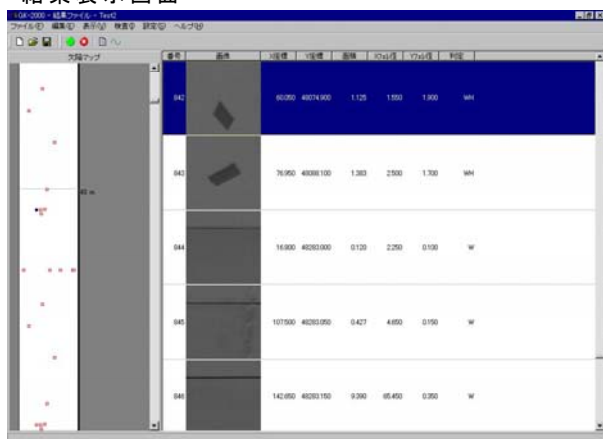 結果表示画面
IQA-2000 - 結果ファイル - Test2
ファイル(F) 編集(E) 表示(V) 検査(I) 設定(S) ヘルプ(H)
欠陥マップ
番号 画像 X座標 Y座標 面積 Xフェレ径 Yフェレ径 判定
40 m
842 60.050 48074.900 1.125 1.550 1.900 WH
843 76.950 48088.100 1.383 2.500 1.700 WH
844 16.800 48283.000 0.120 2.250 0.100 W
845 107.500 48283.050 0.427 4.650 0.150 W
846 142.650 48283.150 9.390 65.450 0.350 W